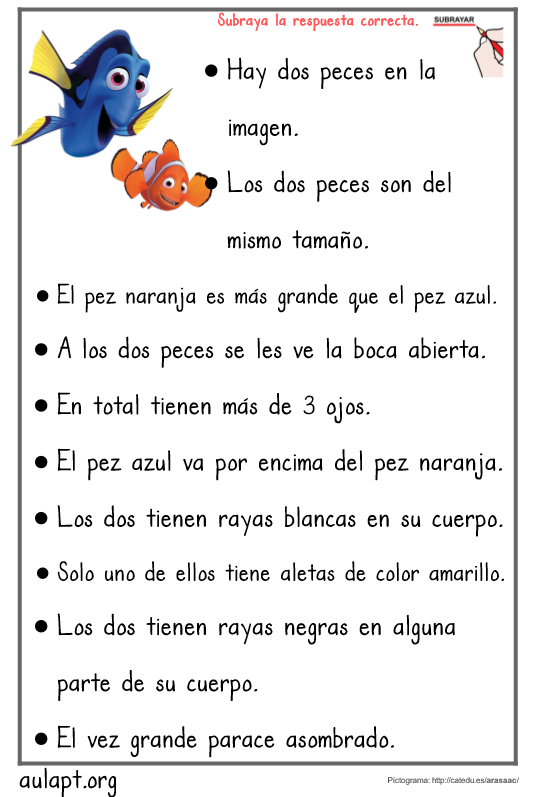 Subraya la respuesta correcta.
SUBRAYAR
● Hay dos peces en la
imagen.
● Los dos peces son del
mismo tamaño.
● El pez naranja es más grande que el pez azul.
● A los dos peces se les ve la boca abierta.
● En total tienen más de 3 ojos.
● El pez azul va por encima del pez naranja.
● Los dos tienen rayas blancas en su cuerpo.
● Solo uno de ellos tiene aletas de color amarillo.
● Los dos tienen rayas negras en alguna
parte de su cuerpo.
● El vez grande parace asombrado.
aulapt.org
Pictograma: http://catedu.es/arasaac/